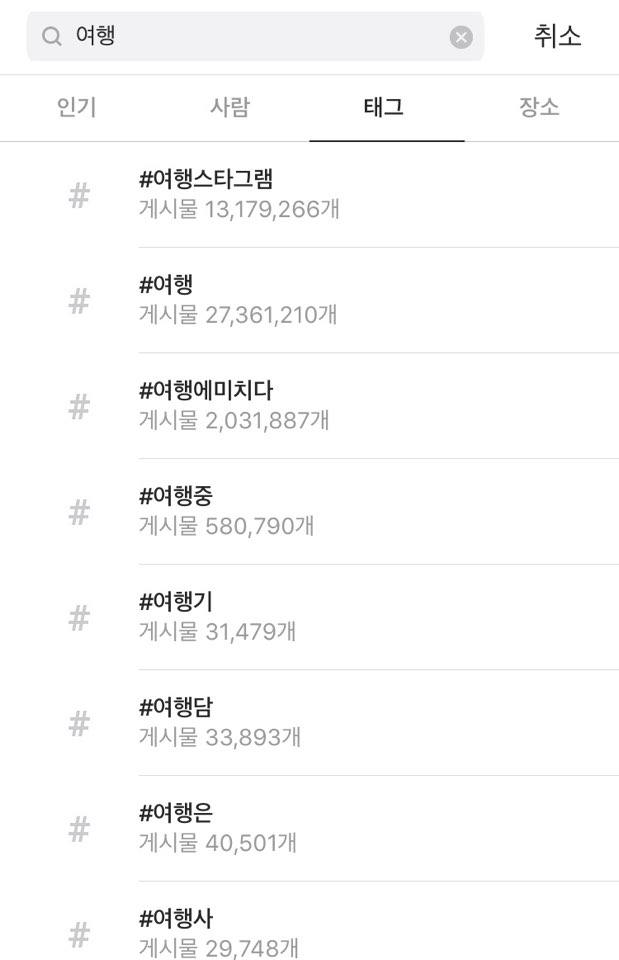 여행
취소
인기 사람 태그 장소
# #여행스타그램
게시물 13,179,266개
# #여행
게시물 27,361,210개
# #여행에미치다
게시물 2,031,887개
# #여행중
게시물 580,790개
# #여행기
게시물 31,479개
# #여행담
게시물 33,893개
# #여행은
게시물 40,501개
# #여행사
게시물 29,748개